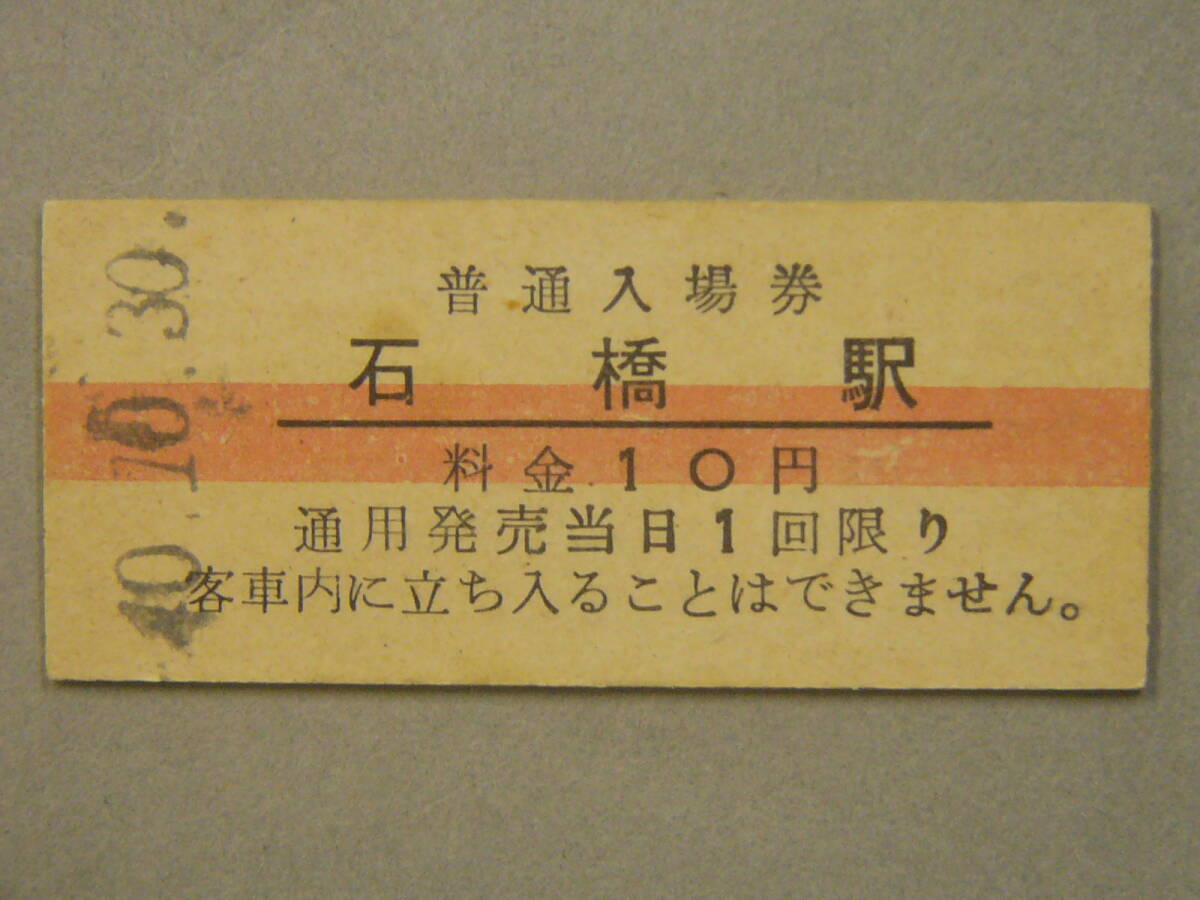 普通入場券
石橋駅
料金10円
通用発売当日1回限り
客車内に立ち入ることはできません。
40.10.30.